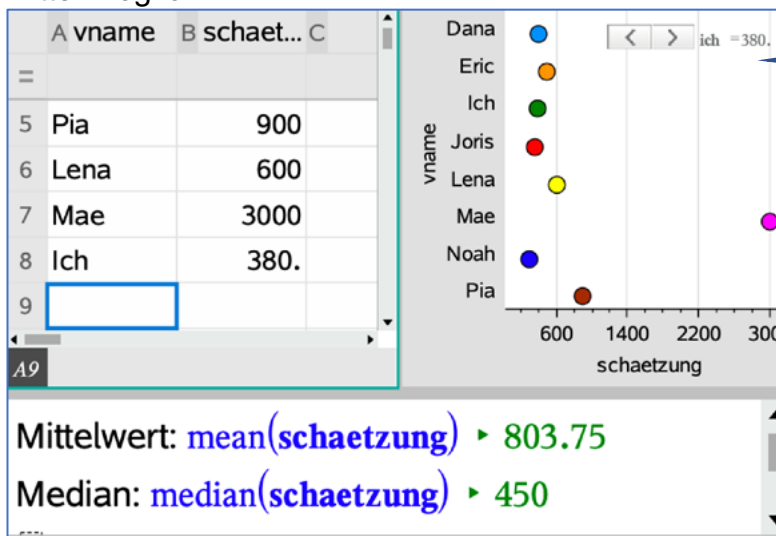 A vname B schaet... C
=
5 Pia 900
6 Lena 600
7 Mae 3000
8 Ich 380.
9
A9
Dana
Eric
Ich
Joris
Lena
Mae
Noah
Pia
vname
ich =380.
600 1400 2200 300
schaetzung
Mittelwert: mean(schaetzung) ▸ 803.75
Median: median(schaetzung) ▸ 450